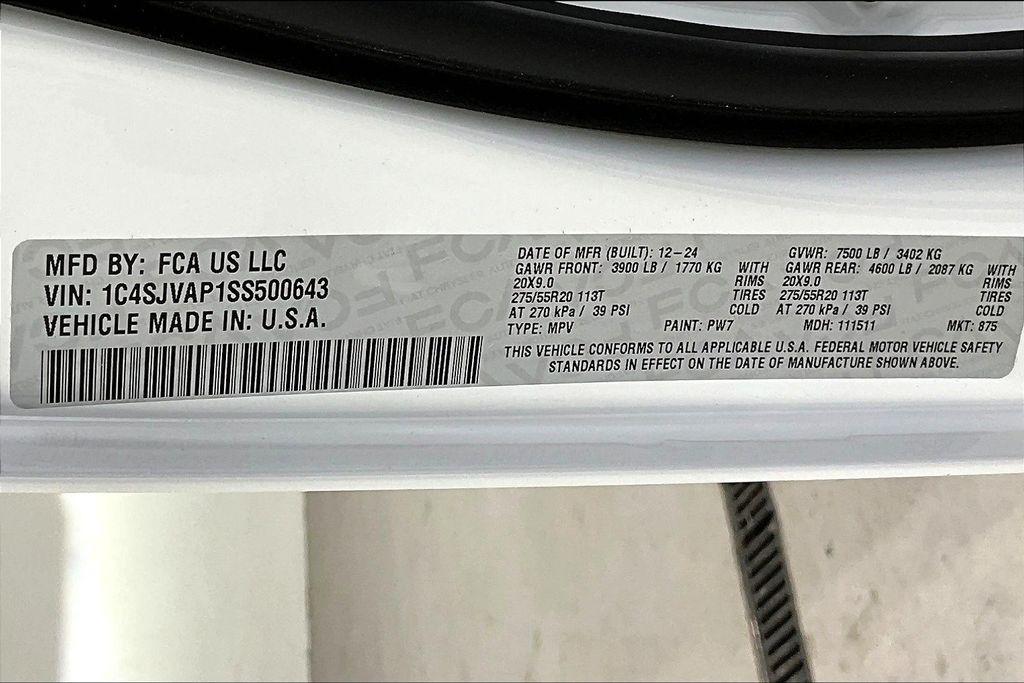 MFD BY: FCA US LLC
VIN: 1C4SJVAP1SS500643
VEHICLE MADE IN: U.S.A.
DATE OF MFR (BUILT): 12-24 GVWR: 7500 LB / 3402 KG
GAWR FRONT: 3900 LB / 1770 KG WITH GAWR REAR: 4600 LB / 2087 KG WITH
20X9.0 RIMS 20X9.0 RIMS
275/55R20 113T TIRES 275/55R20 113T TIRES
AT 270 kPa / 39 PSI COLD AT 270 kPa / 39 PSI COLD
TYPE: MPV PAINT: PW7 MDH: 111511 MKT: 875
THIS VEHICLE CONFORMS TO ALL APPLICABLE U.S.A. FEDERAL MOTOR VEHICLE SAFETY
STANDARDS IN EFFECT ON THE DATE OF MANUFACTURE SHOWN ABOVE.